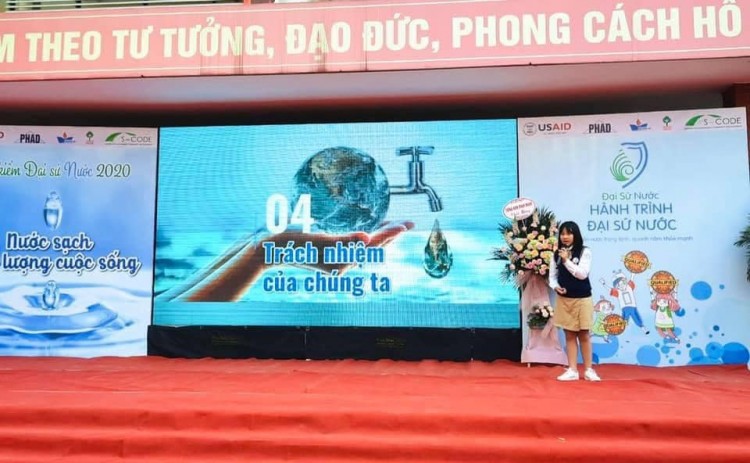 THEO TƯ TƯỞNG, ĐẠO ĐỨC, PHONG CÁCH HỒ
PHAD
S-CODE
kiếm Đại sứ Nước 2020
Nước sạch
lượng cuộc sống
04
Trách nhiệm
của chúng ta
USAID
PHAD
S-CODE
Đại Sứ Nước
HÀNH TRÌNH
ĐẠI SỨ NƯỚC